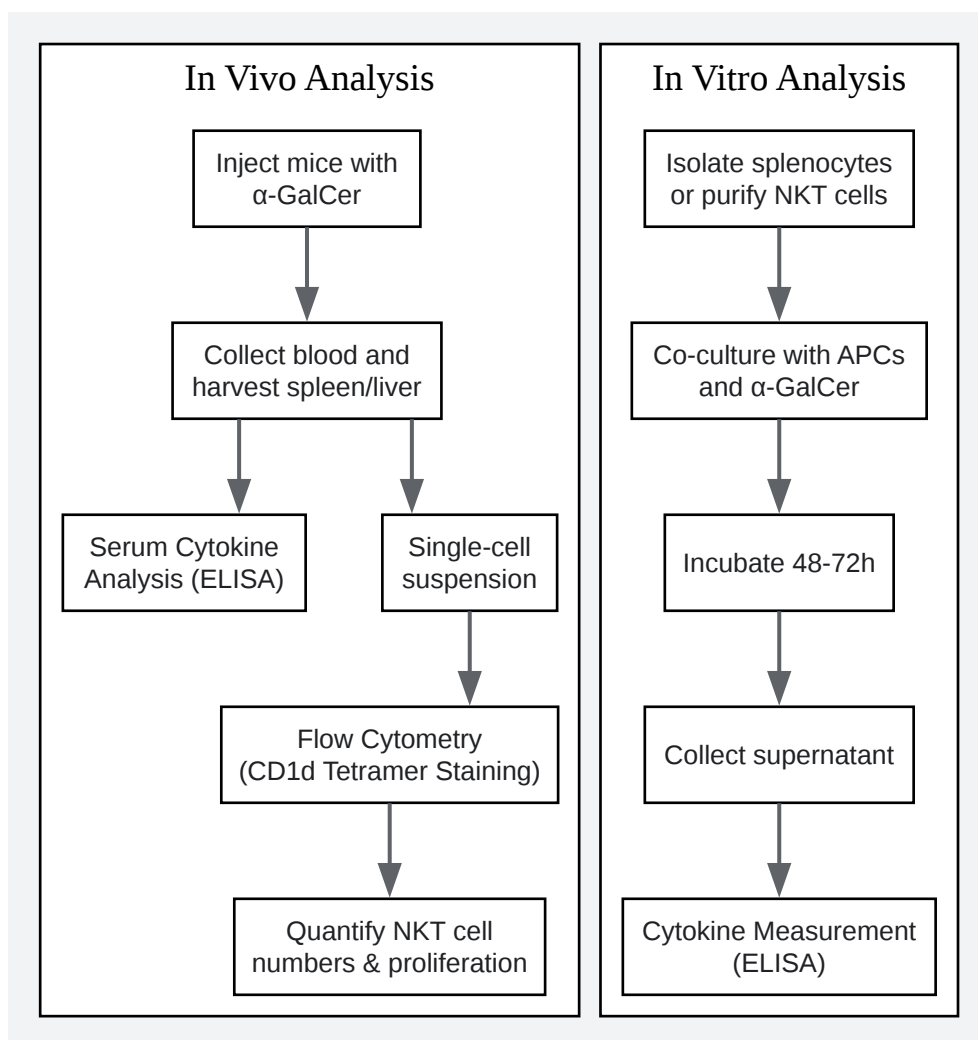 In Vivo Analysis
Inject mice with
α-GalCer
Collect blood and
harvest spleen/liver
Serum Cytokine
Analysis (ELISA)
Single-cell
suspension
Flow Cytometry
(CD1d Tetramer Staining)
Quantify NKT cell
numbers & proliferation
In Vitro Analysis
Isolate splenocytes
or purify NKT cells
Co-culture with APCs
and α-GalCer
Incubate 48-72h
Collect supernatant
Cytokine Measurement
(ELISA)